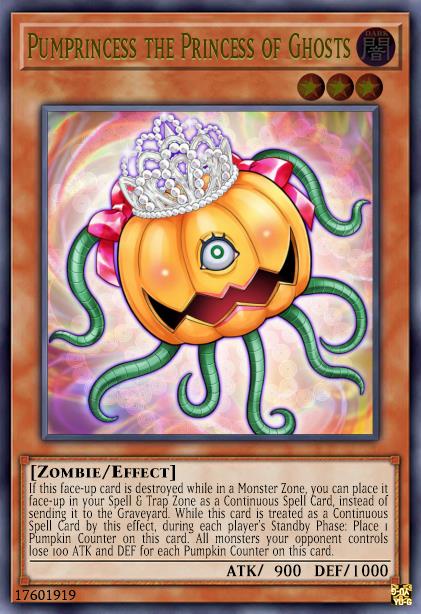 Pumprincess the Princess of Ghosts
DARK
闇
[Zombie/Effect]
If this face-up card is destroyed while in a Monster Zone, you can place it
face-up in your Spell & Trap Zone as a Continuous Spell Card, instead of
sending it to the Graveyard. While this card is treated as a Continuous
Spell Card by this effect, during each player's Standby Phase: Place 1
Pumpkin Counter on this card. All monsters your opponent controls
lose 100 ATK and DEF for each Pumpkin Counter on this card.
ATK/ 900 DEF/1000
17601919